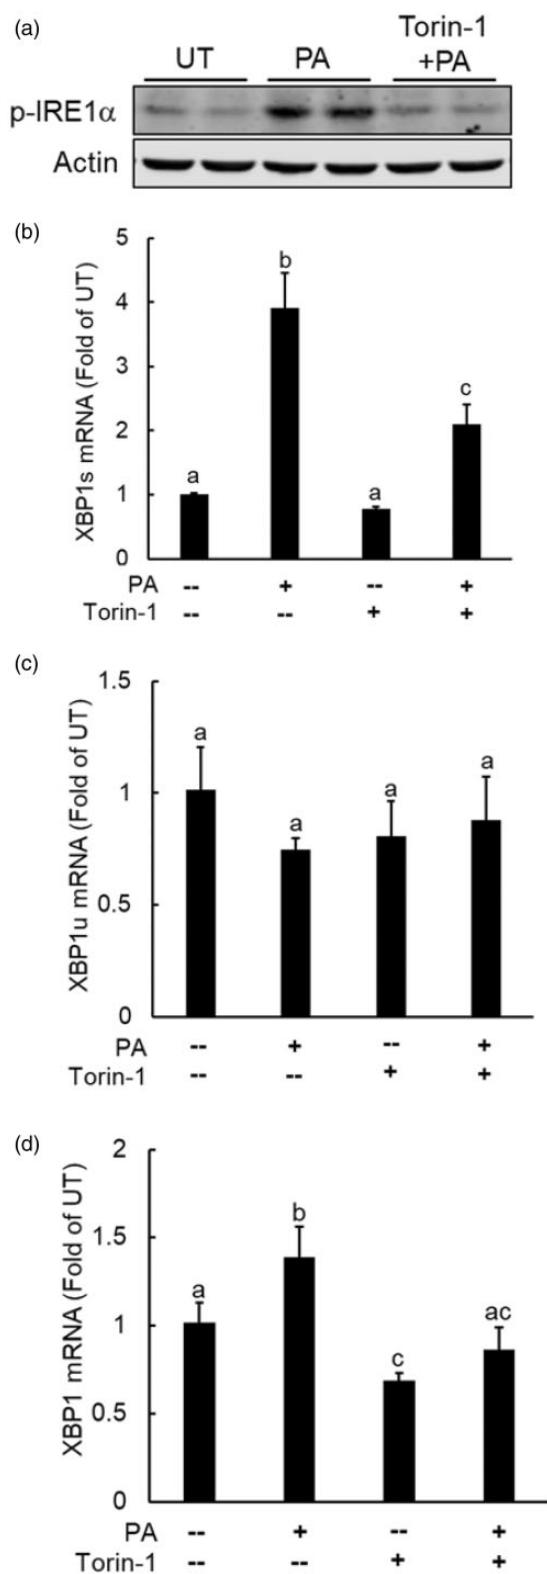 (a)
Torin-1
UT PA +PA
p-IRE1α
Actin
(b)
XBP1s mRNA (Fold of UT)
5
4
3
2
1
0
a b a c
PA -- + -- +
Torin-1 -- -- + +
(c)
XBP1u mRNA (Fold of UT)
1.5
1
0.5
0
a a a a
PA -- + -- +
Torin-1 -- -- + +
(d)
XBP1 mRNA (Fold of UT)
2
1.5
1
0.5
0
a b c ac
PA -- + -- +
Torin-1 -- -- + +